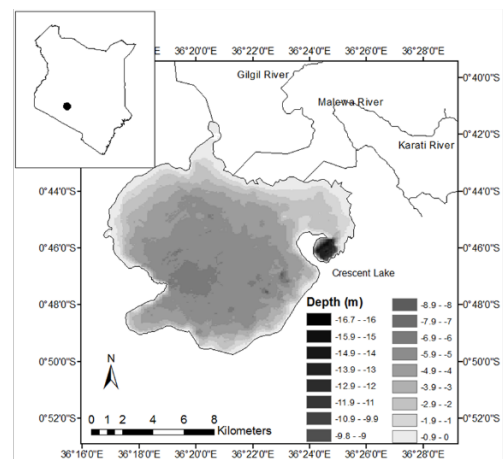 36°18'0"E 36°20'0"E 36°22'0"E 36°24'0"E 36°26'0"E 36°28'0"E
0°40'S
0°42'S
0°44'0"S
0°44'S
0°46'0"S
0°46'S
0°48'0"S
0°48'S
0°50'0"S
0°50'S
0°52'0"S
0°52'S
Gilgil River
Malewa River
Karati River
Crescent Lake
Depth (m)
-16.7 - -16
-15.9 - -15
-14.9 - -14
-13.9 - -13
-12.9 - -12
-11.9 - -11
-10.9 - -9.9
-9.8 - -9
-8.9 - -8
-7.9 - -7
-6.9 - -6
-5.9 - -5
-4.9 - -4
-3.9 - -3
-2.9 - -2
-1.9 - -1
-0.9 - 0
N
0 1 2 4 6 8
Kilometers
36°16'0"E 36°20'0"E 36°22'0"E 36°24'0"E 36°26'0"E 36°28'0"E